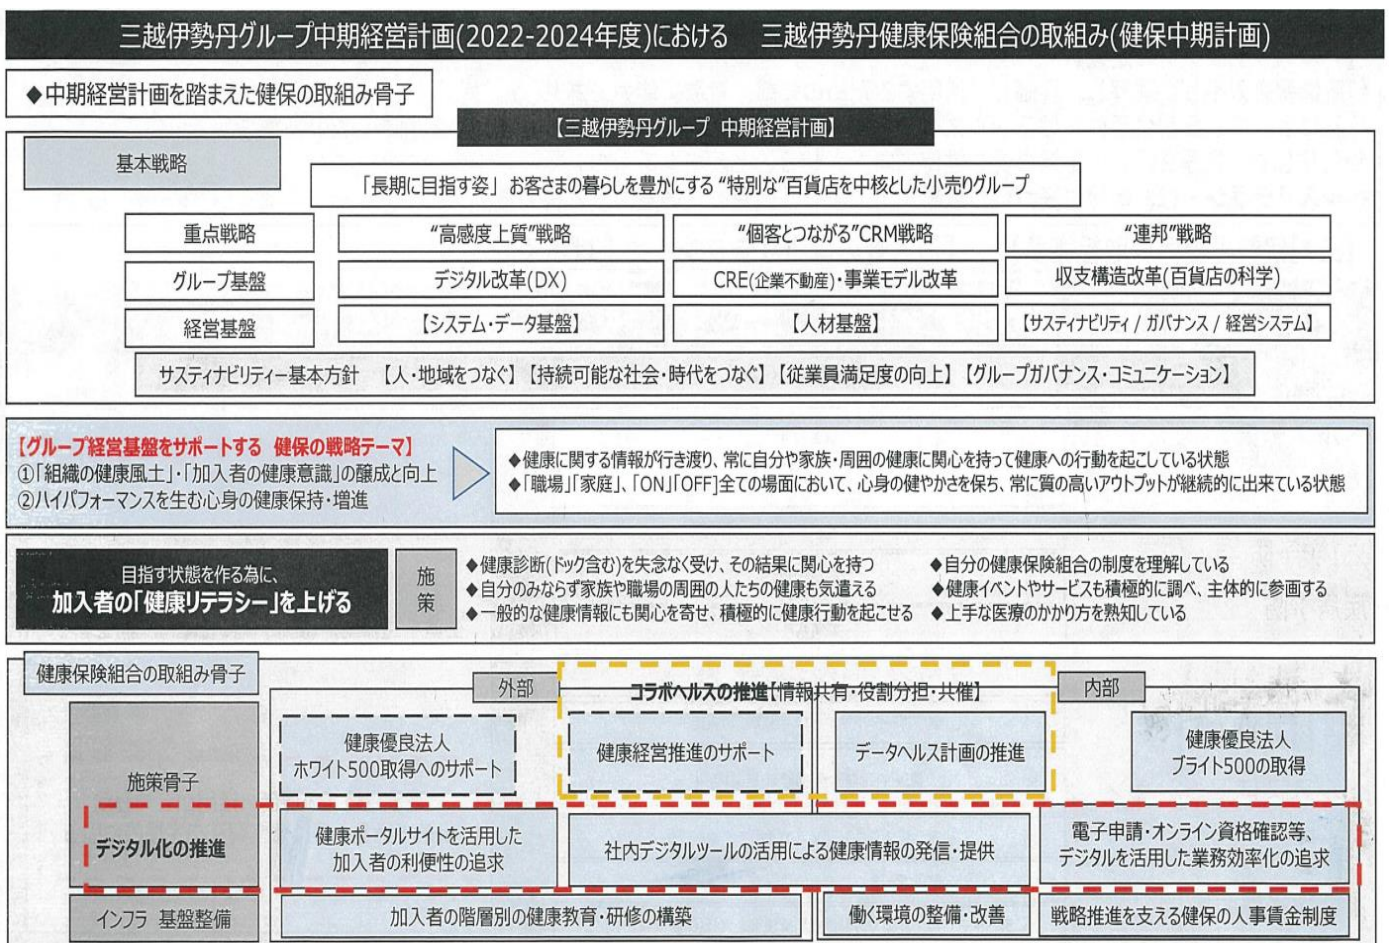 三越伊勢丹グループ中期経営計画(2022-2024年度)における　三越伊勢丹健康保険組合の取組み(健保中期計画)
◆中期経営計画を踏まえた健保の取組み骨子
【三越伊勢丹グループ 中期経営計画】
基本戦略
「長期に目指す姿」 お客さまの暮らしを豊かにする “特別な”百貨店を中核とした小売りグループ
重点戦略
“高感度上質”戦略
“個客とつながる”CRM戦略
“連邦”戦略
グループ基盤
デジタル改革(DX)
CRE(企業不動産)・事業モデル改革
収支構造改革(百貨店の科学)
経営基盤
【システム・データ基盤】
【人材基盤】
【サスティナビリティ / ガバナンス / 経営システム】
サスティナビリティー基本方針　【人・地域をつなぐ】【持続可能な社会・時代をつなぐ】【従業員満足度の向上】【グループガバナンス・コミュニケーション】
【グループ経営基盤をサポートする 健保の戦略テーマ】
①「組織の健康風土」・「加入者の健康意識」の醸成と向上
②ハイパフォーマンスを生む心身の健康保持・増進
◆健康に関する情報が行き渡り、常に自分や家族・周囲の健康に関心を持って健康への行動を起こしている状態
◆「職場」「家庭」、「ON」「OFF]全ての場面において、心身の健やかさを保ち、常に質の高いアウトプットが継続的に出来ている状態
目指す状態を作る為に、
加入者の「健康リテラシー」を上げる
施
策
◆健康診断(ドック含む)を失念なく受け、その結果に関心を持つ
◆自分のみならず家族や職場の周囲の人たちの健康も気遣える
◆一般的な健康情報にも関心を寄せ、積極的に健康行動を起こせる
◆自分の健康保険組合の制度を理解している
◆健康イベントやサービスも積極的に調べ、主体的に参画する
◆上手な医療のかかり方を熟知している
健康保険組合の取組み骨子
外部
コラボヘルスの推進【情報共有・役割分担・共催】
内部
施策骨子
健康優良法人
ホワイト500取得へのサポート
健康経営推進のサポート
データヘルス計画の推進
健康優良法人
ブライト500の取得
デジタル化の推進
健康ポータルサイトを活用した
加入者の利便性の追求
社内デジタルツールの活用による健康情報の発信・提供
電子申請・オンライン資格確認等、
デジタルを活用した業務効率化の追求
インフラ 基盤整備
加入者の階層別の健康教育・研修の構築
働く環境の整備・改善
戦略推進を支える健保の人事賃金制度